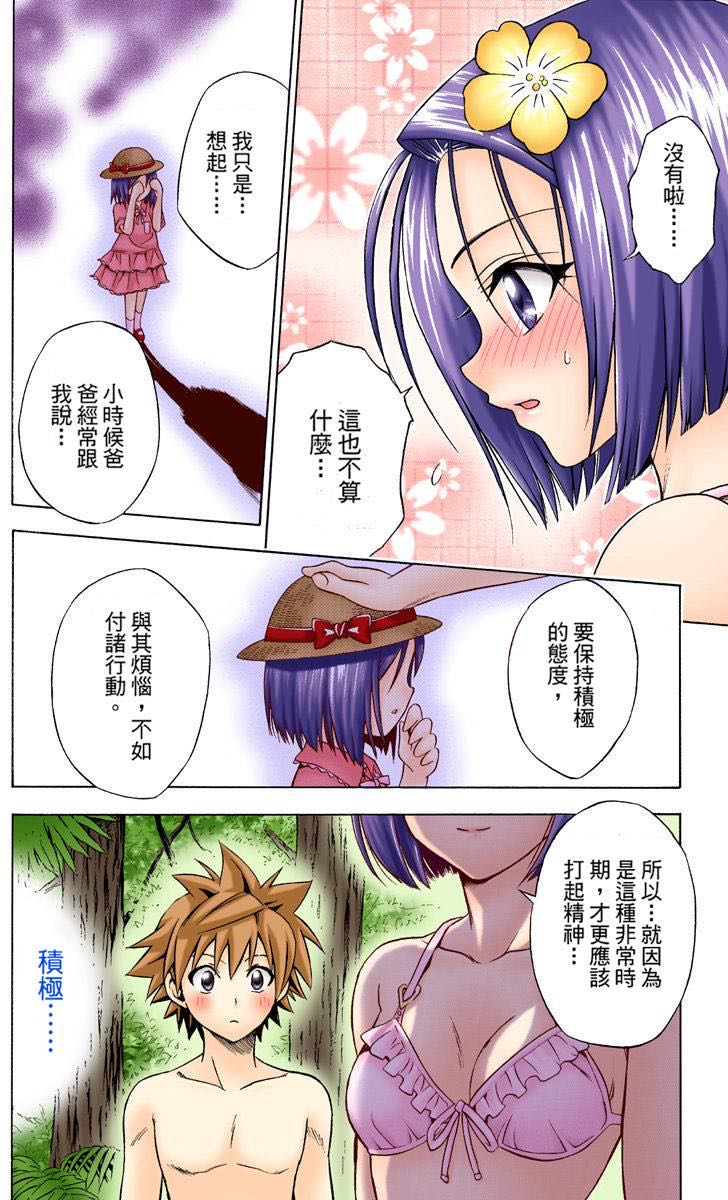 沒有啦……
這也不算
什麼…
我只是…
想起……
小時候爸
爸經常跟
我說…
要保持積極
的態度，
與其煩惱，不如
付諸行動。
所以…就因為
是這種非常時
期，才更應該
打起精神…
積極……